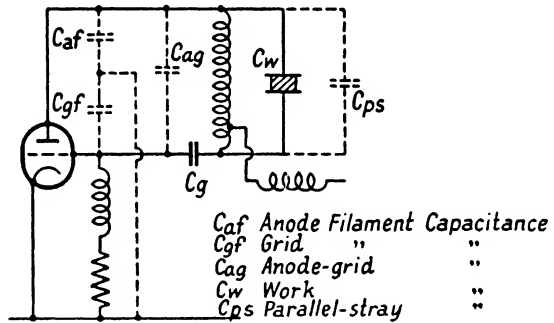 Caf
Cag
Cw
Cps
Cgf
Cg
Caf Anode Filament Capacitance
Cgf Grid " "
Cag Anode-grid "
Cw Work "
Cps Parallel-stray "